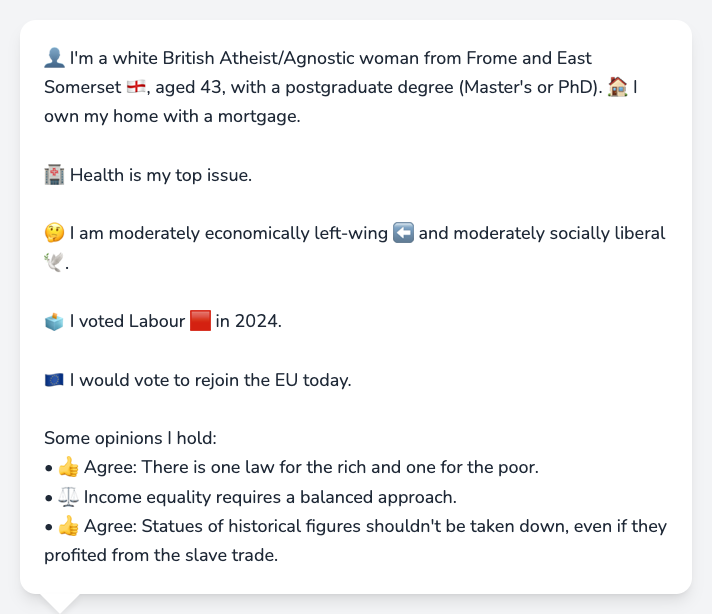 👤 I'm a white British Atheist/Agnostic woman from Frome and East
Somerset 🏴󠁧󠁢󠁥󠁮󠁧󠁿, aged 43, with a postgraduate degree (Master's or PhD). 🏠 I
own my home with a mortgage.
🏥 Health is my top issue.
🤔 I am moderately economically left-wing ⬅️ and moderately socially liberal
🕊️.
🗳️ I voted Labour 🟥 in 2024.
🇪🇺 I would vote to rejoin the EU today.
Some opinions I hold:
• 👍 Agree: There is one law for the rich and one for the poor.
• ⚖️ Income equality requires a balanced approach.
• 👍 Agree: Statues of historical figures shouldn't be taken down, even if they
profited from the slave trade.